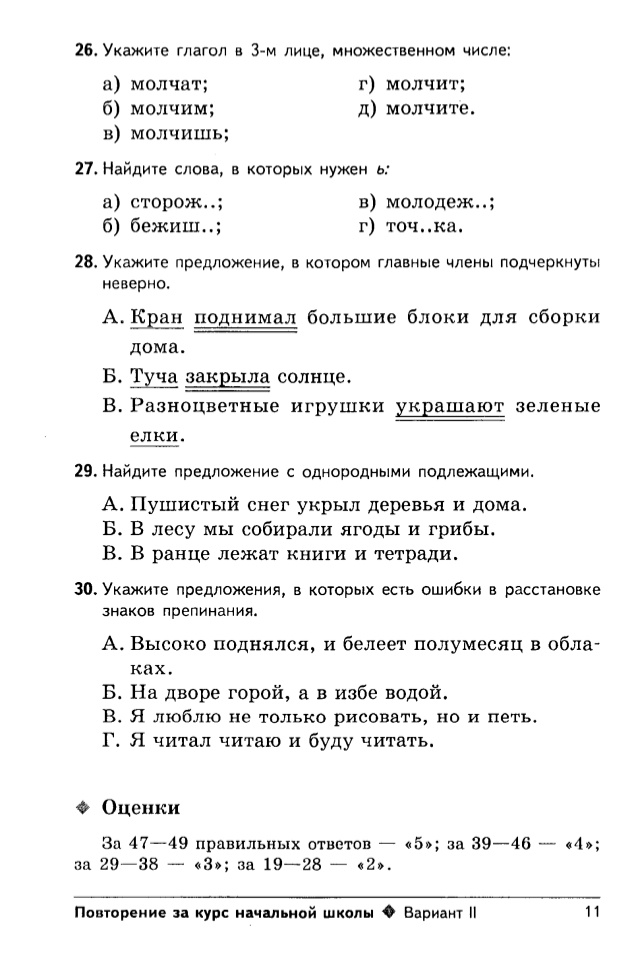 26. Укажите глагол в 3-м лице, множественном числе:
а) молчат; г) молчит;
б) молчим; д) молчите.
в) молчишь;
27. Найдите слова, в которых нужен ь:
а) сторож..; в) молодеж..;
б) бежиш..; г) точ..ка.
28. Укажите предложение, в котором главные члены подчеркнуты
неверно.
А. Кран поднимал большие блоки для сборки
дома.
Б. Туча закрыла солнце.
В. Разноцветные игрушки украшают зеленые
елки.
29. Найдите предложение с однородными подлежащими.
А. Пушистый снег укрыл деревья и дома.
Б. В лесу мы собирали ягоды и грибы.
В. В ранце лежат книги и тетради.
30. Укажите предложения, в которых есть ошибки в расстановке
знаков препинания.
А. Высоко поднялся, и белеет полумесяц в обла-
ках.
Б. На дворе горой, а в избе водой.
В. Я люблю не только рисовать, но и петь.
Г. Я читал читаю и буду читать.
Оценки
За 47—49 правильных ответов — «5»; за 39—46 — «4»;
за 29—38 — «3»; за 19—28 — «2».
Повторение за курс начальной школы Вариант II 11